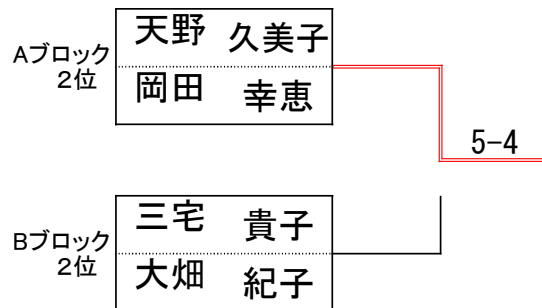 Aブロック
2位
天野 久美子
岡田 幸恵
5-4
Bブロック
2位
三宅 貴子
大畑 紀子